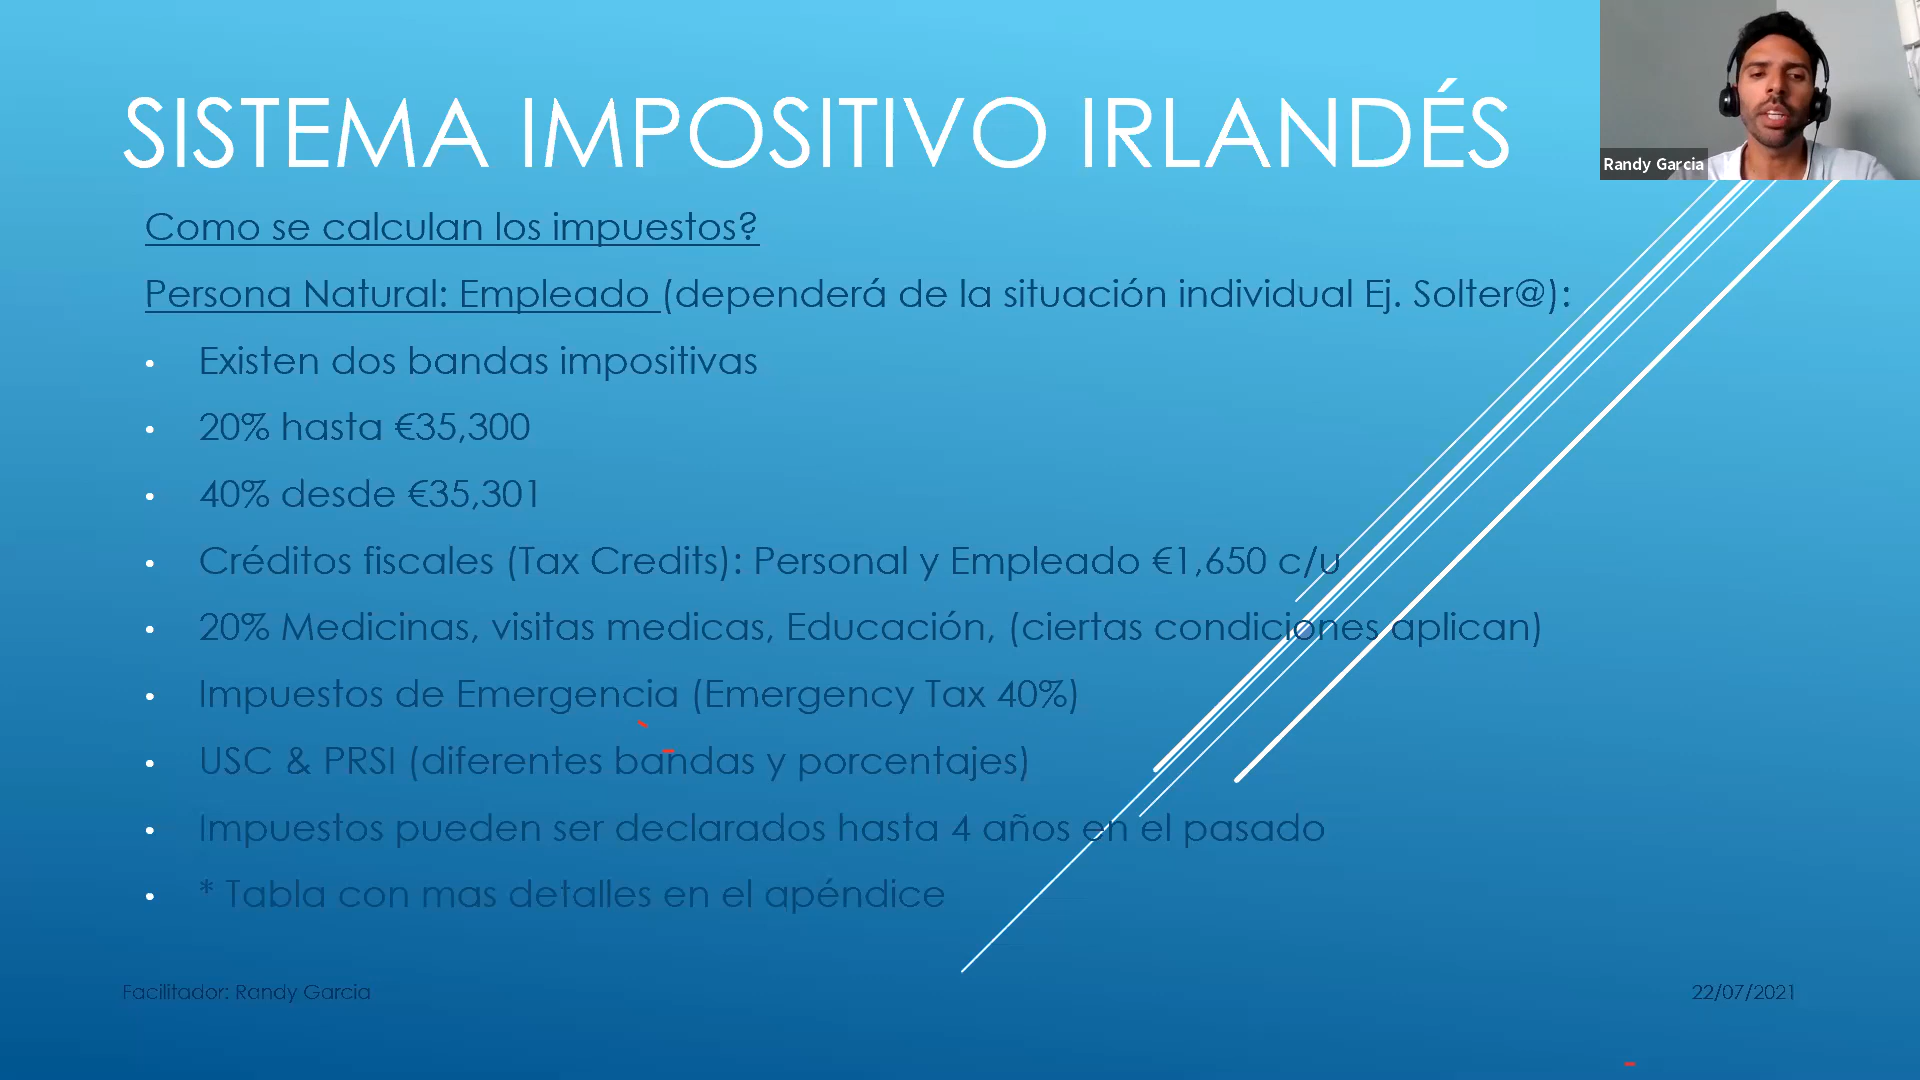 SISTEMA IMPOSITIVO IRLANDÉS
Randy Garcia
Como se calculan los impuestos?
Persona Natural: Empleado (dependerá de la situación individual Ej. Solter@):
• Existen dos bandas impositivas
• 20% hasta €35,300
• 40% desde €35,301
• Créditos fiscales (Tax Credits): Personal y Empleado €1,650 c/u
• 20% Medicinas, visitas medicas, Educación, (ciertas condiciones aplican)
• Impuestos de Emergencia (Emergency Tax 40%)
• USC & PRSI (diferentes bandas y porcentajes)
• Impuestos pueden ser declarados hasta 4 años en el pasado
• * Tabla con mas detalles en el apéndice
Facilitador: Randy Garcia
22/07/2021